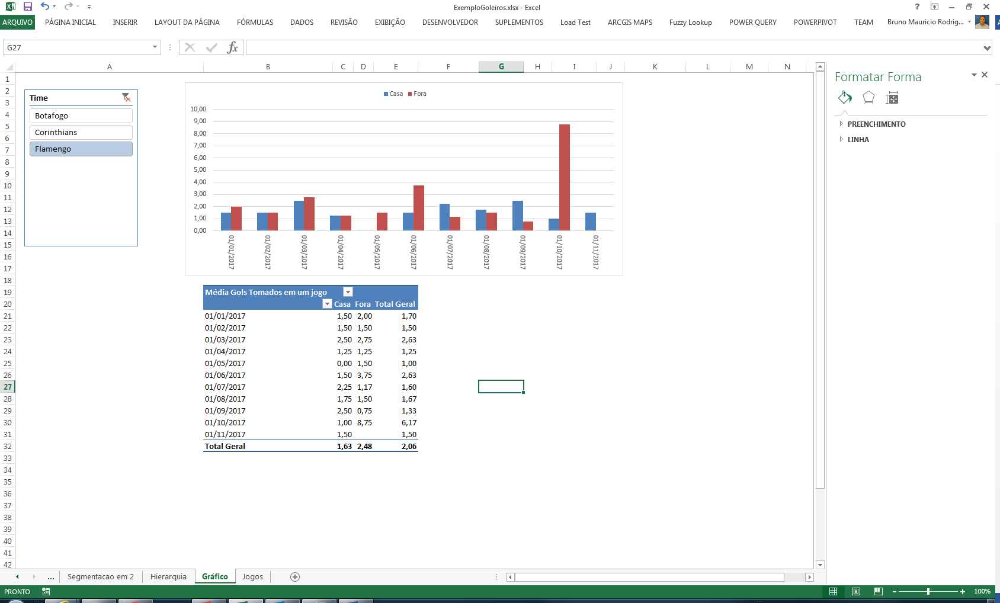 ExemploGoleiros.xlsx - Excel
ARQUIVO PÁGINA INICIAL INSERIR LAYOUT DA PÁGINA FÓRMULAS DADOS REVISÃO EXIBIÇÃO DESENVOLVEDOR SUPLEMENTOS Load Test ARCGIS MAPS Fuzzy Lookup POWER QUERY POWERPIVOT TEAM Bruno Mauricio Rodrig...
G27
fx
A B C D E F G H I J K L M N
Formatar Forma
PREENCHIMENTO
LINHA
1
2
3
4
5
6
7
8
9
10
11
12
13
14
15
16
17
18
19
20
21
22
23
24
25
26
27
28
29
30
31
32
33
34
35
36
37
38
39
40
41
42
Time
Botafogo
Corinthians
Flamengo
Casa Fora
10,00
9,00
8,00
7,00
6,00
5,00
4,00
3,00
2,00
1,00
0,00
01/01/2017
01/02/2017
01/03/2017
01/04/2017
01/05/2017
01/06/2017
01/07/2017
01/08/2017
01/09/2017
01/10/2017
01/11/2017
Média Gols Tomados em um jogo
Casa Fora Total Geral
01/01/2017 1,50 2,00 1,70
01/02/2017 1,50 1,50 1,50
01/03/2017 2,50 2,75 2,63
01/04/2017 1,25 1,25 1,25
01/05/2017 0,00 1,50 1,00
01/06/2017 1,50 3,75 2,63
01/07/2017 2,25 1,17 1,60
01/08/2017 1,75 1,50 1,67
01/09/2017 2,50 0,75 1,33
01/10/2017 1,00 8,75 6,17
01/11/2017 1,50 1,50
Total Geral 1,63 2,48 2,06
... Segmentacao em 2 Hierarquia Gráfico Jogos
PRONTO 100%